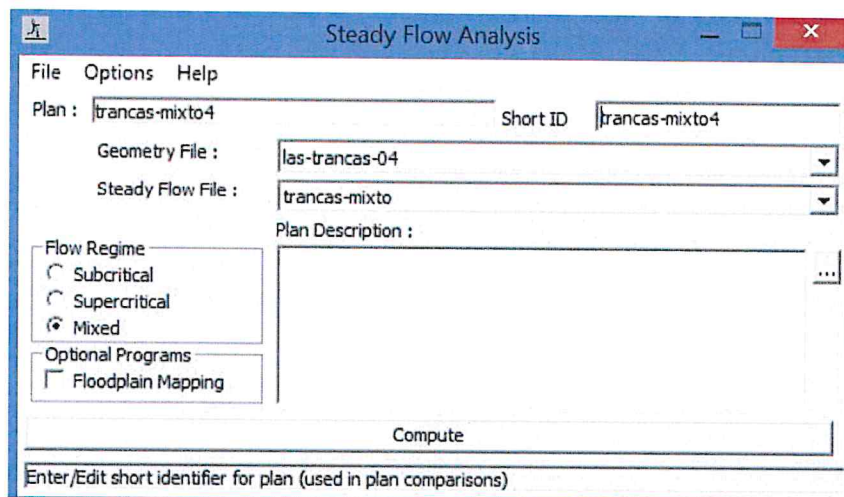 Steady Flow Analysis
File Options Help
Plan : trancas-mixto4 Short ID trancas-mixto4
Geometry File : las-trancas-04
Steady Flow File : trancas-mixto
Plan Description :
Flow Regime
Subcritical
Supercritical
Mixed
...
Optional Programs
Floodplain Mapping
Compute
Enter/Edit short identifier for plan (used in plan comparisons)